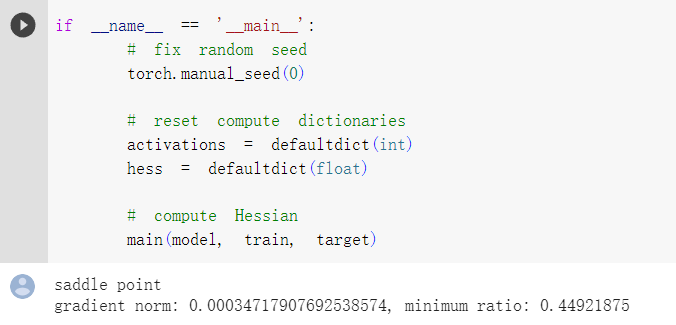 if __name__ == '__main__':
# fix random seed
torch.manual_seed(0)
# reset compute dictionaries
activations = defaultdict(int)
hess = defaultdict(float)
# compute Hessian
main(model, train, target)
saddle point
gradient norm: 0.00034717907692538574, minimum ratio: 0.44921875